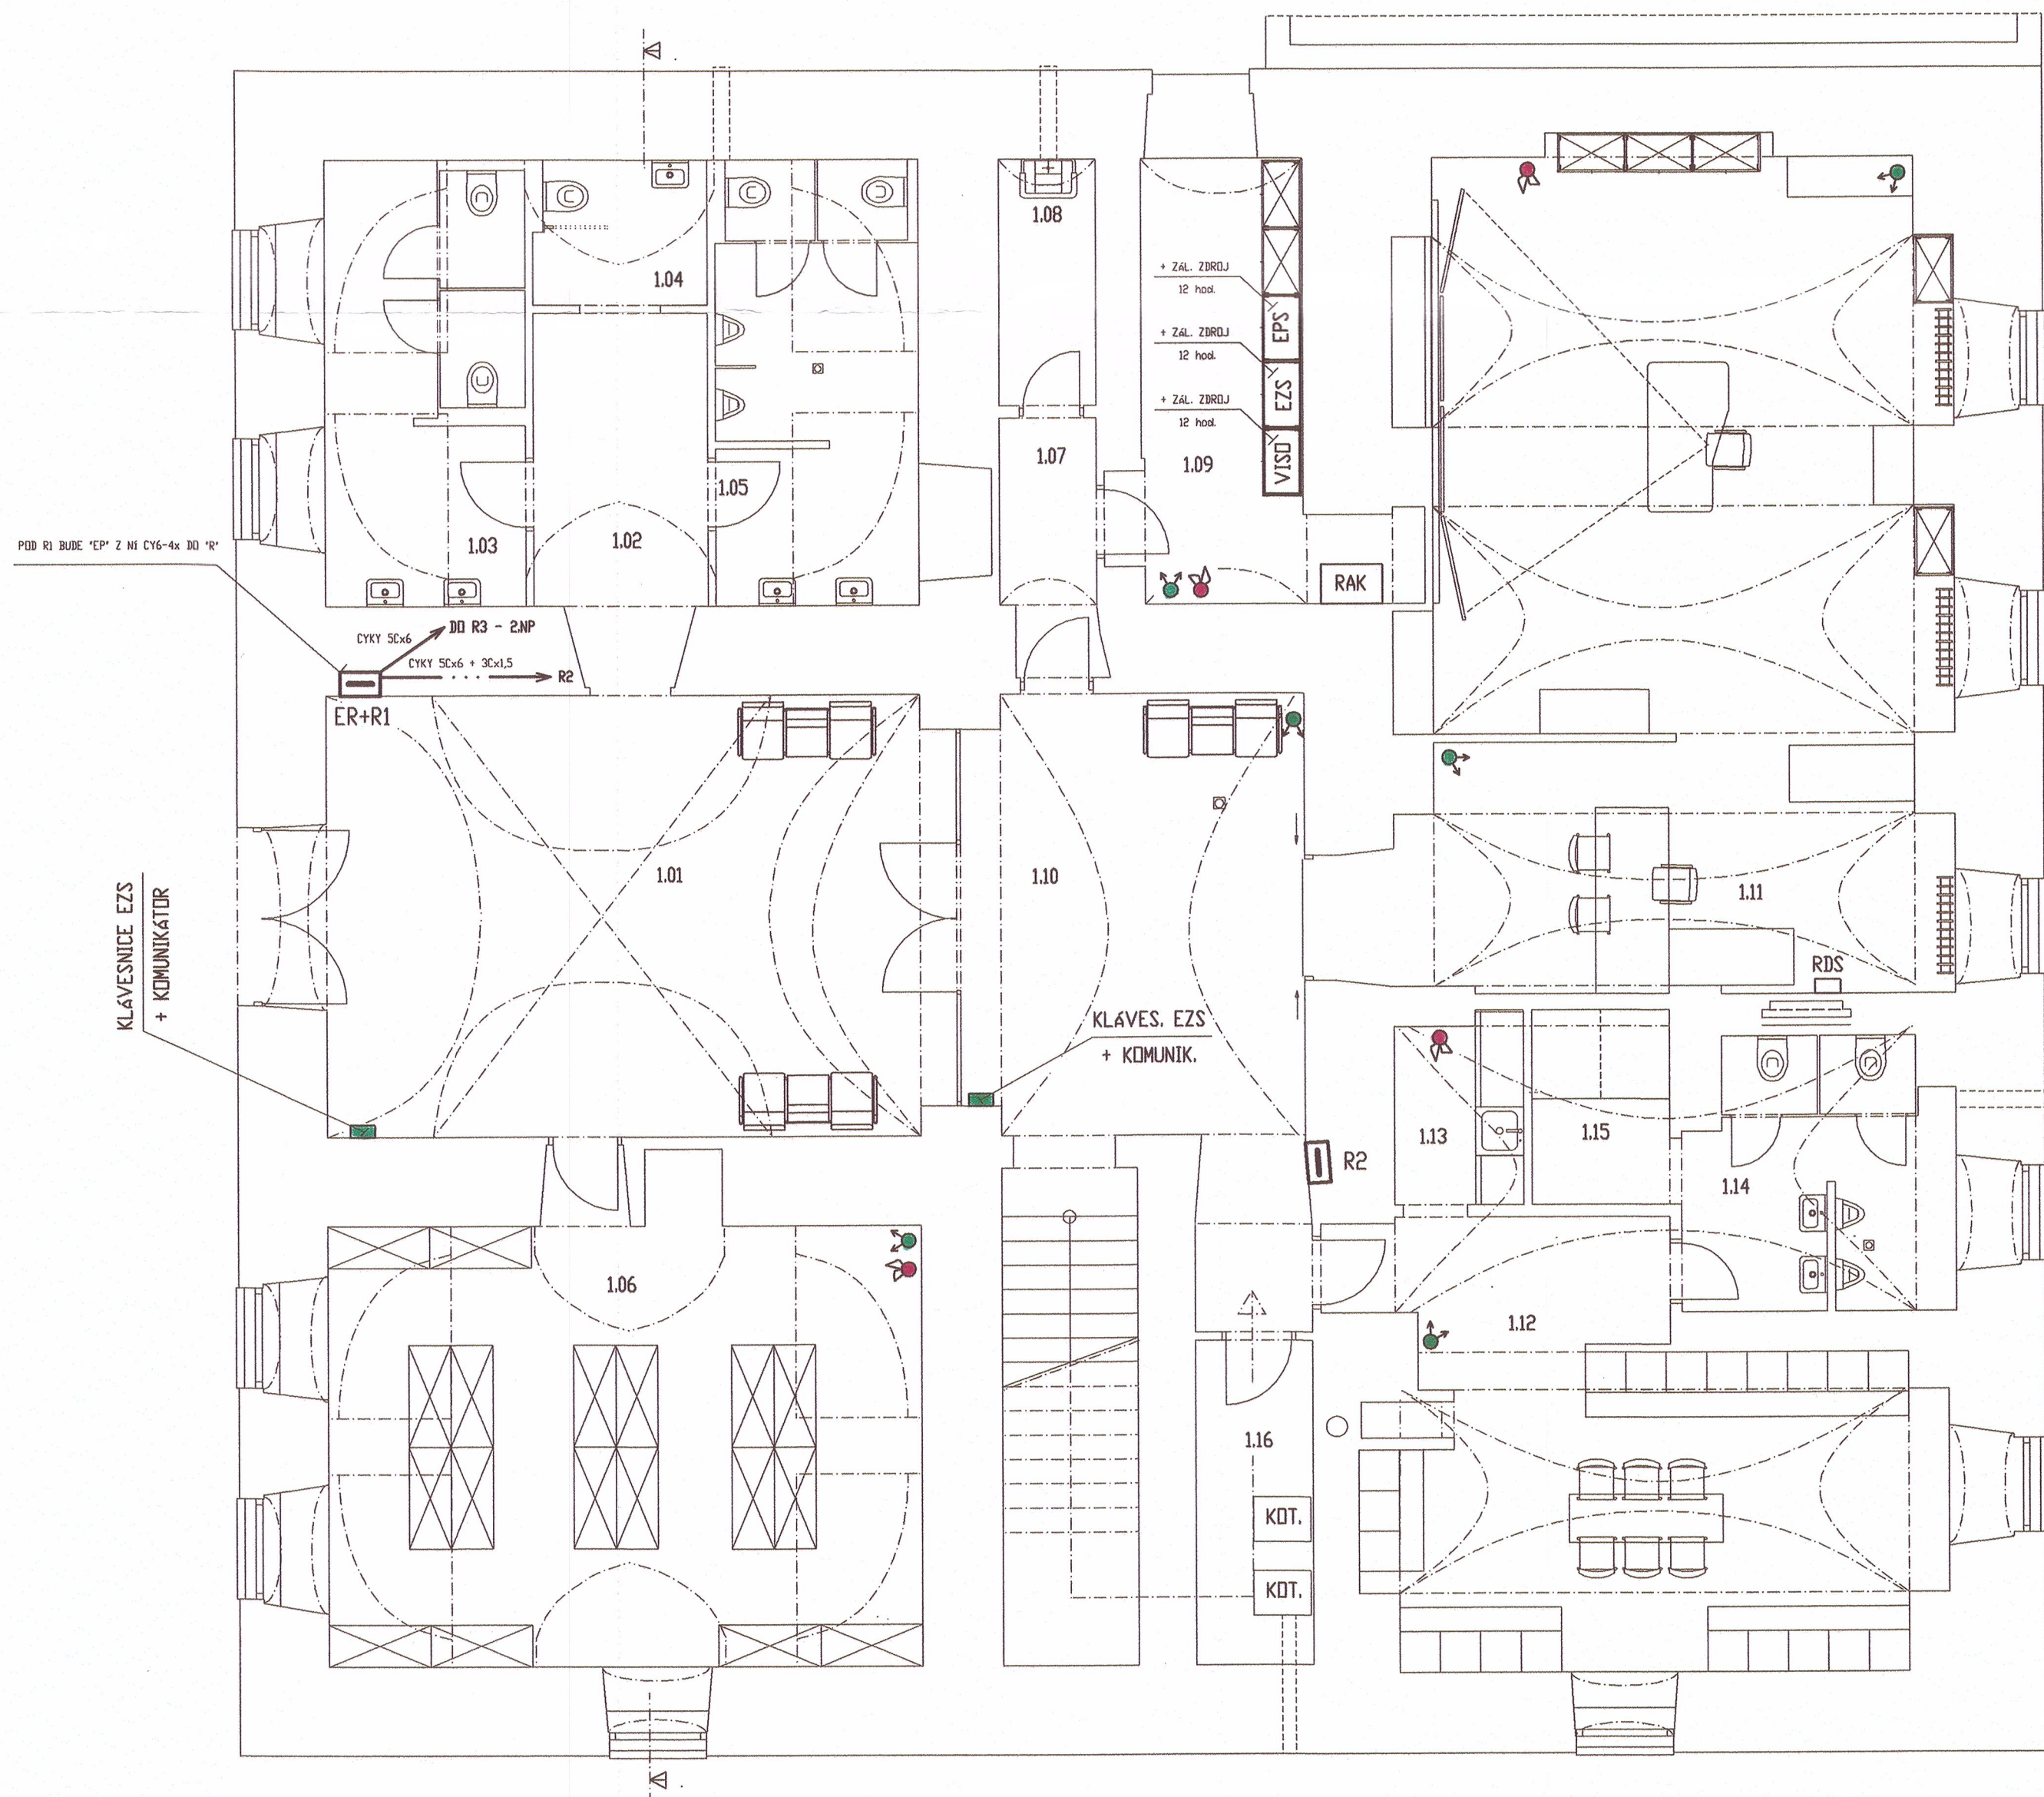 1.08
1.04
+ ZÁL. ZDROJ
12 hod.
EPS
+ ZÁL. ZDROJ
12 hod.
EZS
+ ZÁL. ZDROJ
12 hod.
VISO
1.07
1.09
1.05
1.03
1.02
POD R1 BUDE "EP" Z NÍ CY6-4x DO "R"
RAK
CYKY 5Cx6
DO R3 - 2.NP
CYKY 5Cx6 + 3Cx1,5
R2
ER+R1
1.01
1.10
1.11
KLÁVESNICE EZS
+ KOMUNIKÁTOR
RDS
KLÁVES. EZS
+ KOMUNIK.
1.13
1.15
R2
1.14
1.06
1.12
1.16
KOT.
KOT.